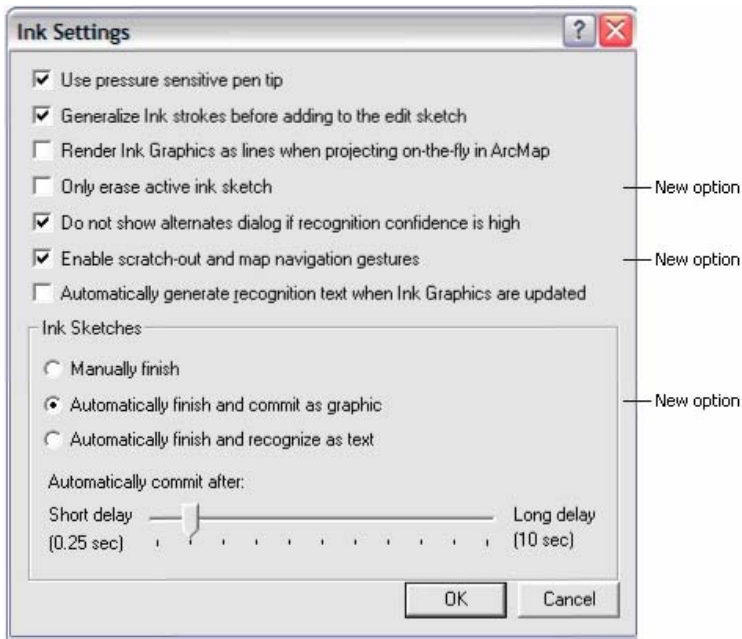 Ink Settings
Use pressure sensitive pen tip
Generalize Ink strokes before adding to the edit sketch
Render Ink Graphics as lines when projecting on-the-fly in ArcMap
Only erase active ink sketch
New option
Do not show alternates dialog if recognition confidence is high
Enable scratch-out and map navigation gestures
New option
Automatically generate recognition text when Ink Graphics are updated
Ink Sketches
Manually finish
Automatically finish and commit as graphic
New option
Automatically finish and recognize as text
Automatically commit after:
Short delay
Long delay
(0.25 sec)
(10 sec)
OK
Cancel